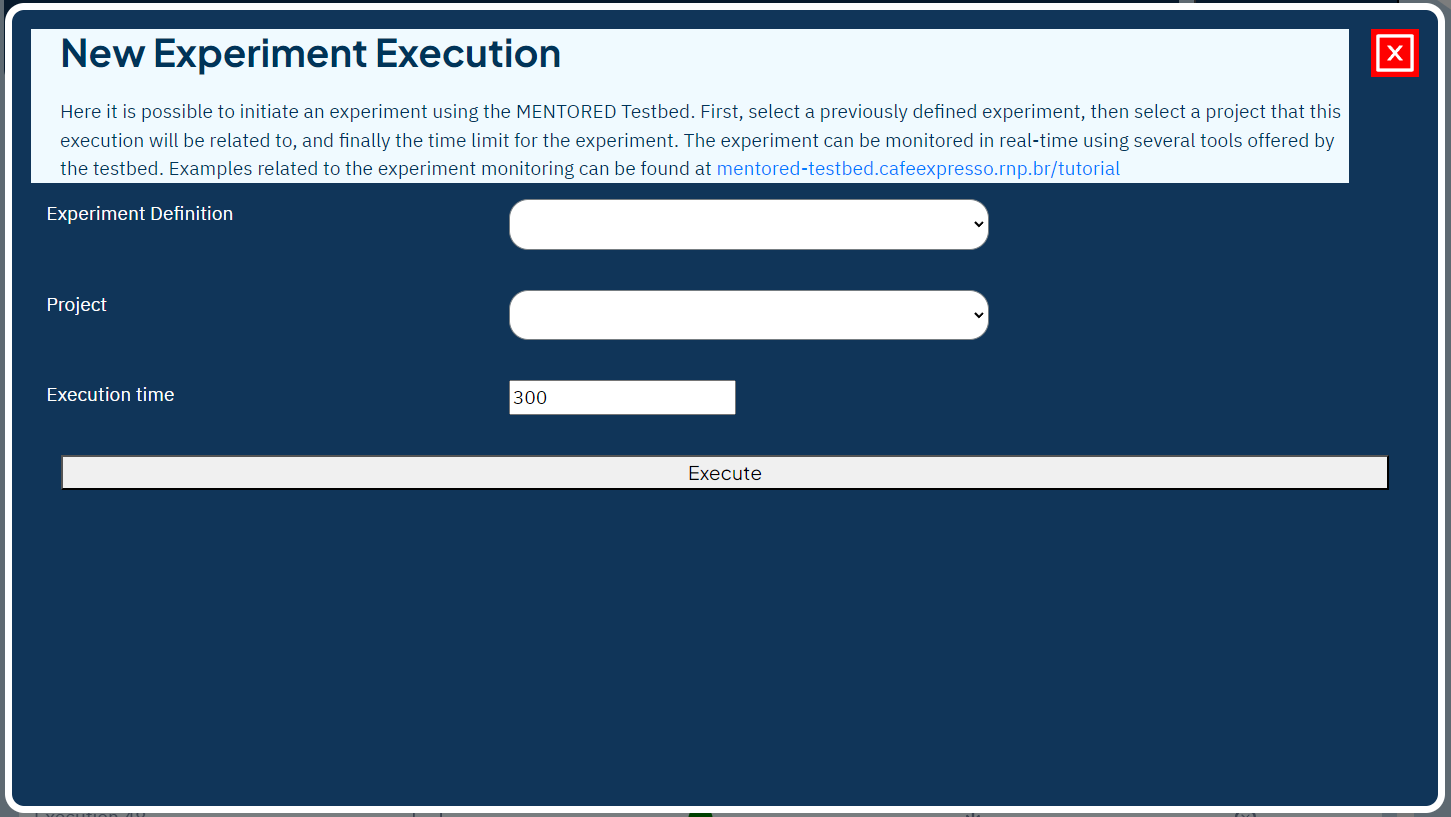 New Experiment Execution
X
Here it is possible to initiate an experiment using the MENTORED Testbed. First, select a previously defined experiment, then select a project that this
execution will be related to, and finally the time limit for the experiment. The experiment can be monitored in real-time using several tools offered by
the testbed. Examples related to the experiment monitoring can be found at mentored-testbed.cafeexpresso.rnp.br/tutorial
Experiment Definition
Project
Execution time
300
Execute